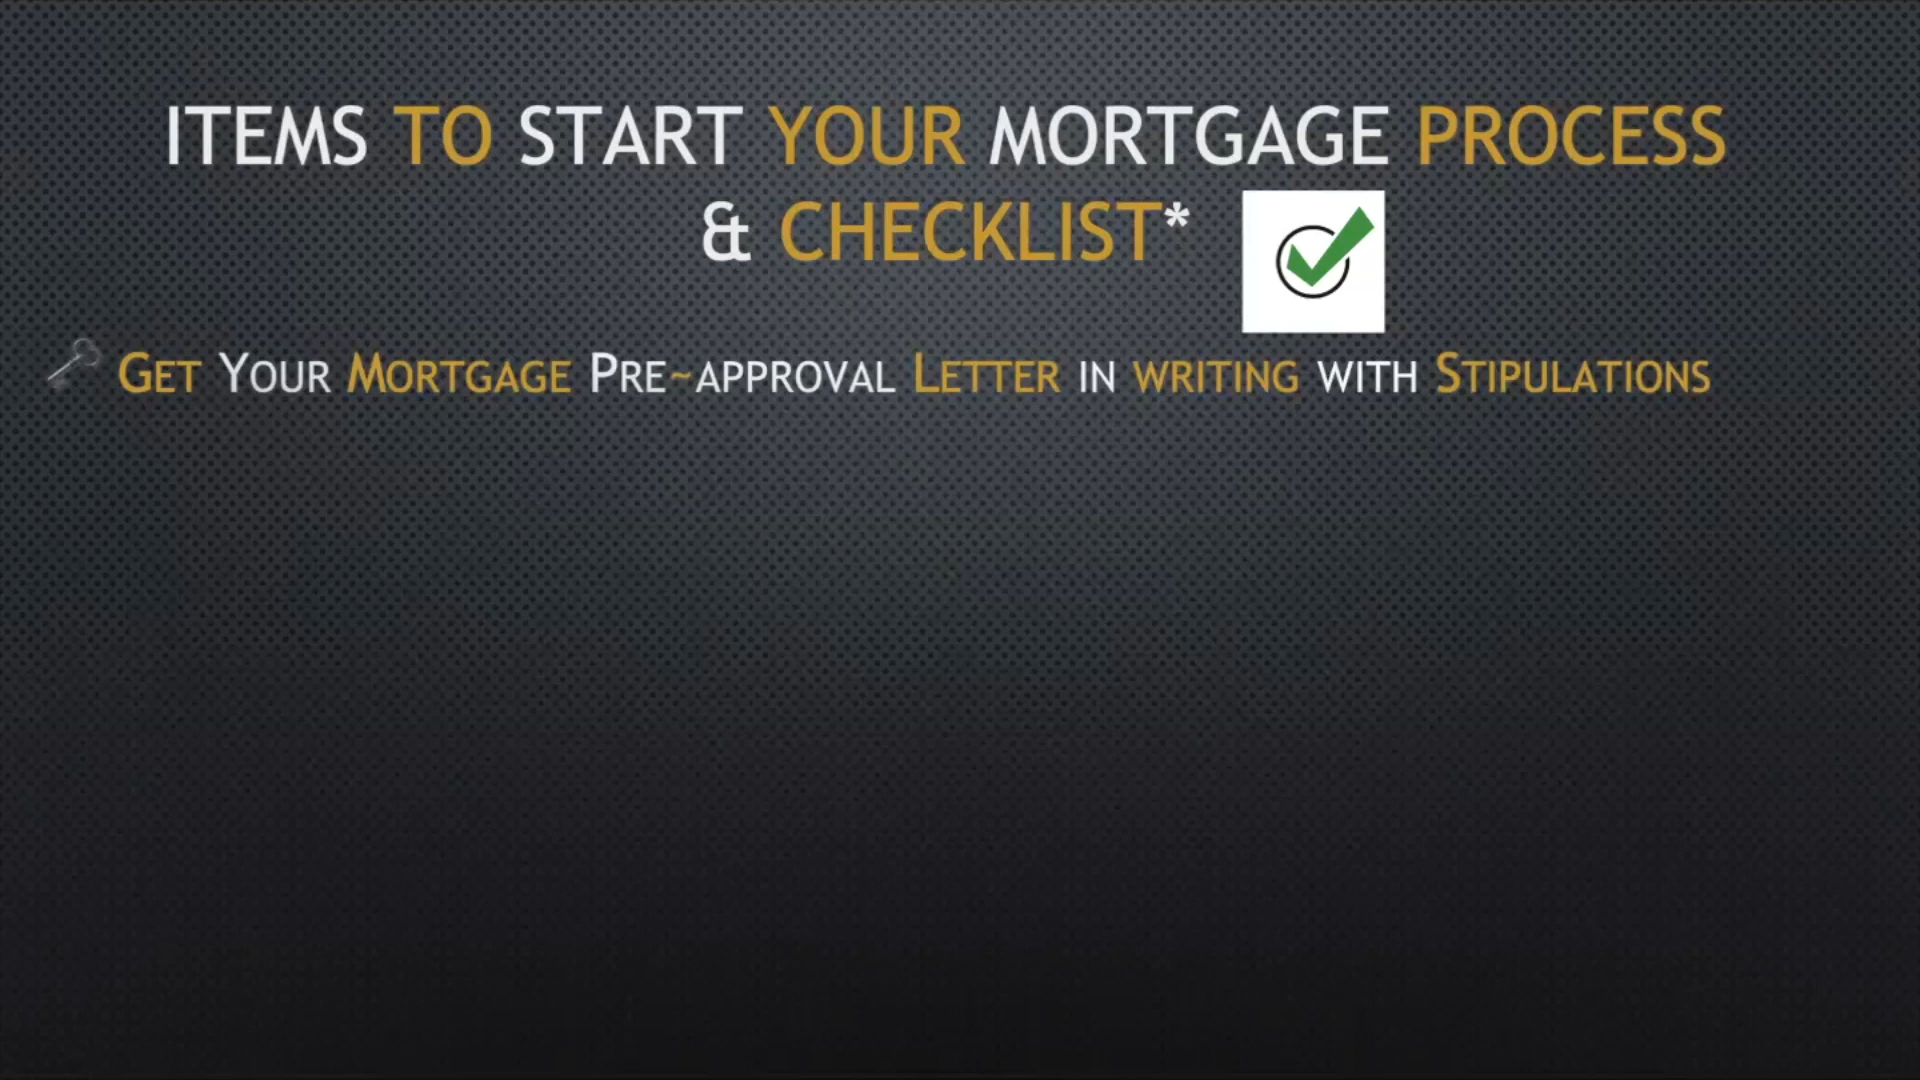 ITEMS TO START YOUR MORTGAGE PROCESS
& CHECKLIST*
GET YOUR MORTGAGE PRE~APPROVAL LETTER IN WRITING WITH STIPULATIONS